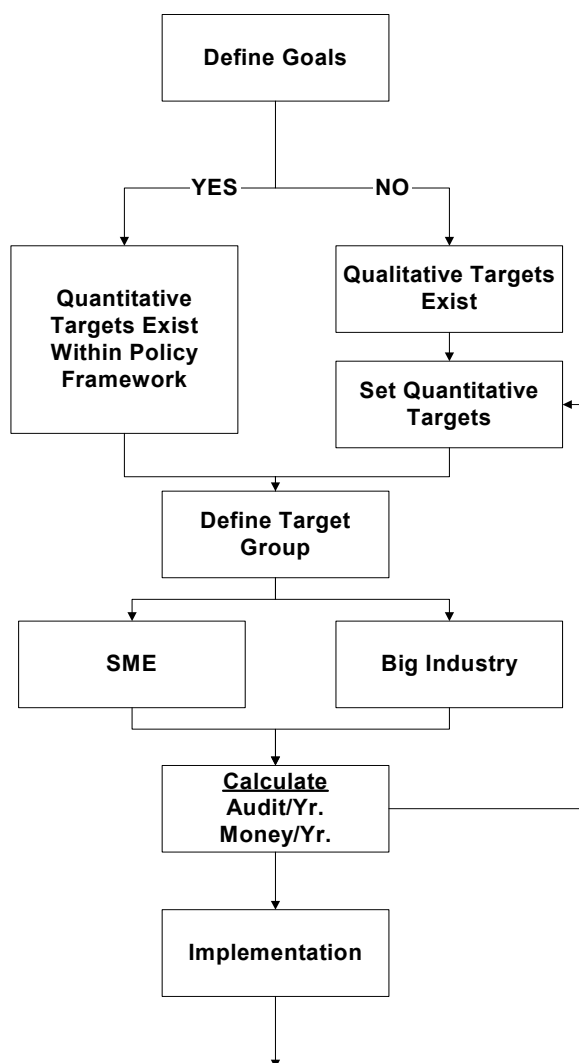 Define Goals
YES
NO
Quantitative
Targets Exist
Within Policy
Framework
Qualitative Targets
Exist
Set Quantitative
Targets
Define Target
Group
SME
Big Industry
Calculate
Audit/Yr.
Money/Yr.
Implementation